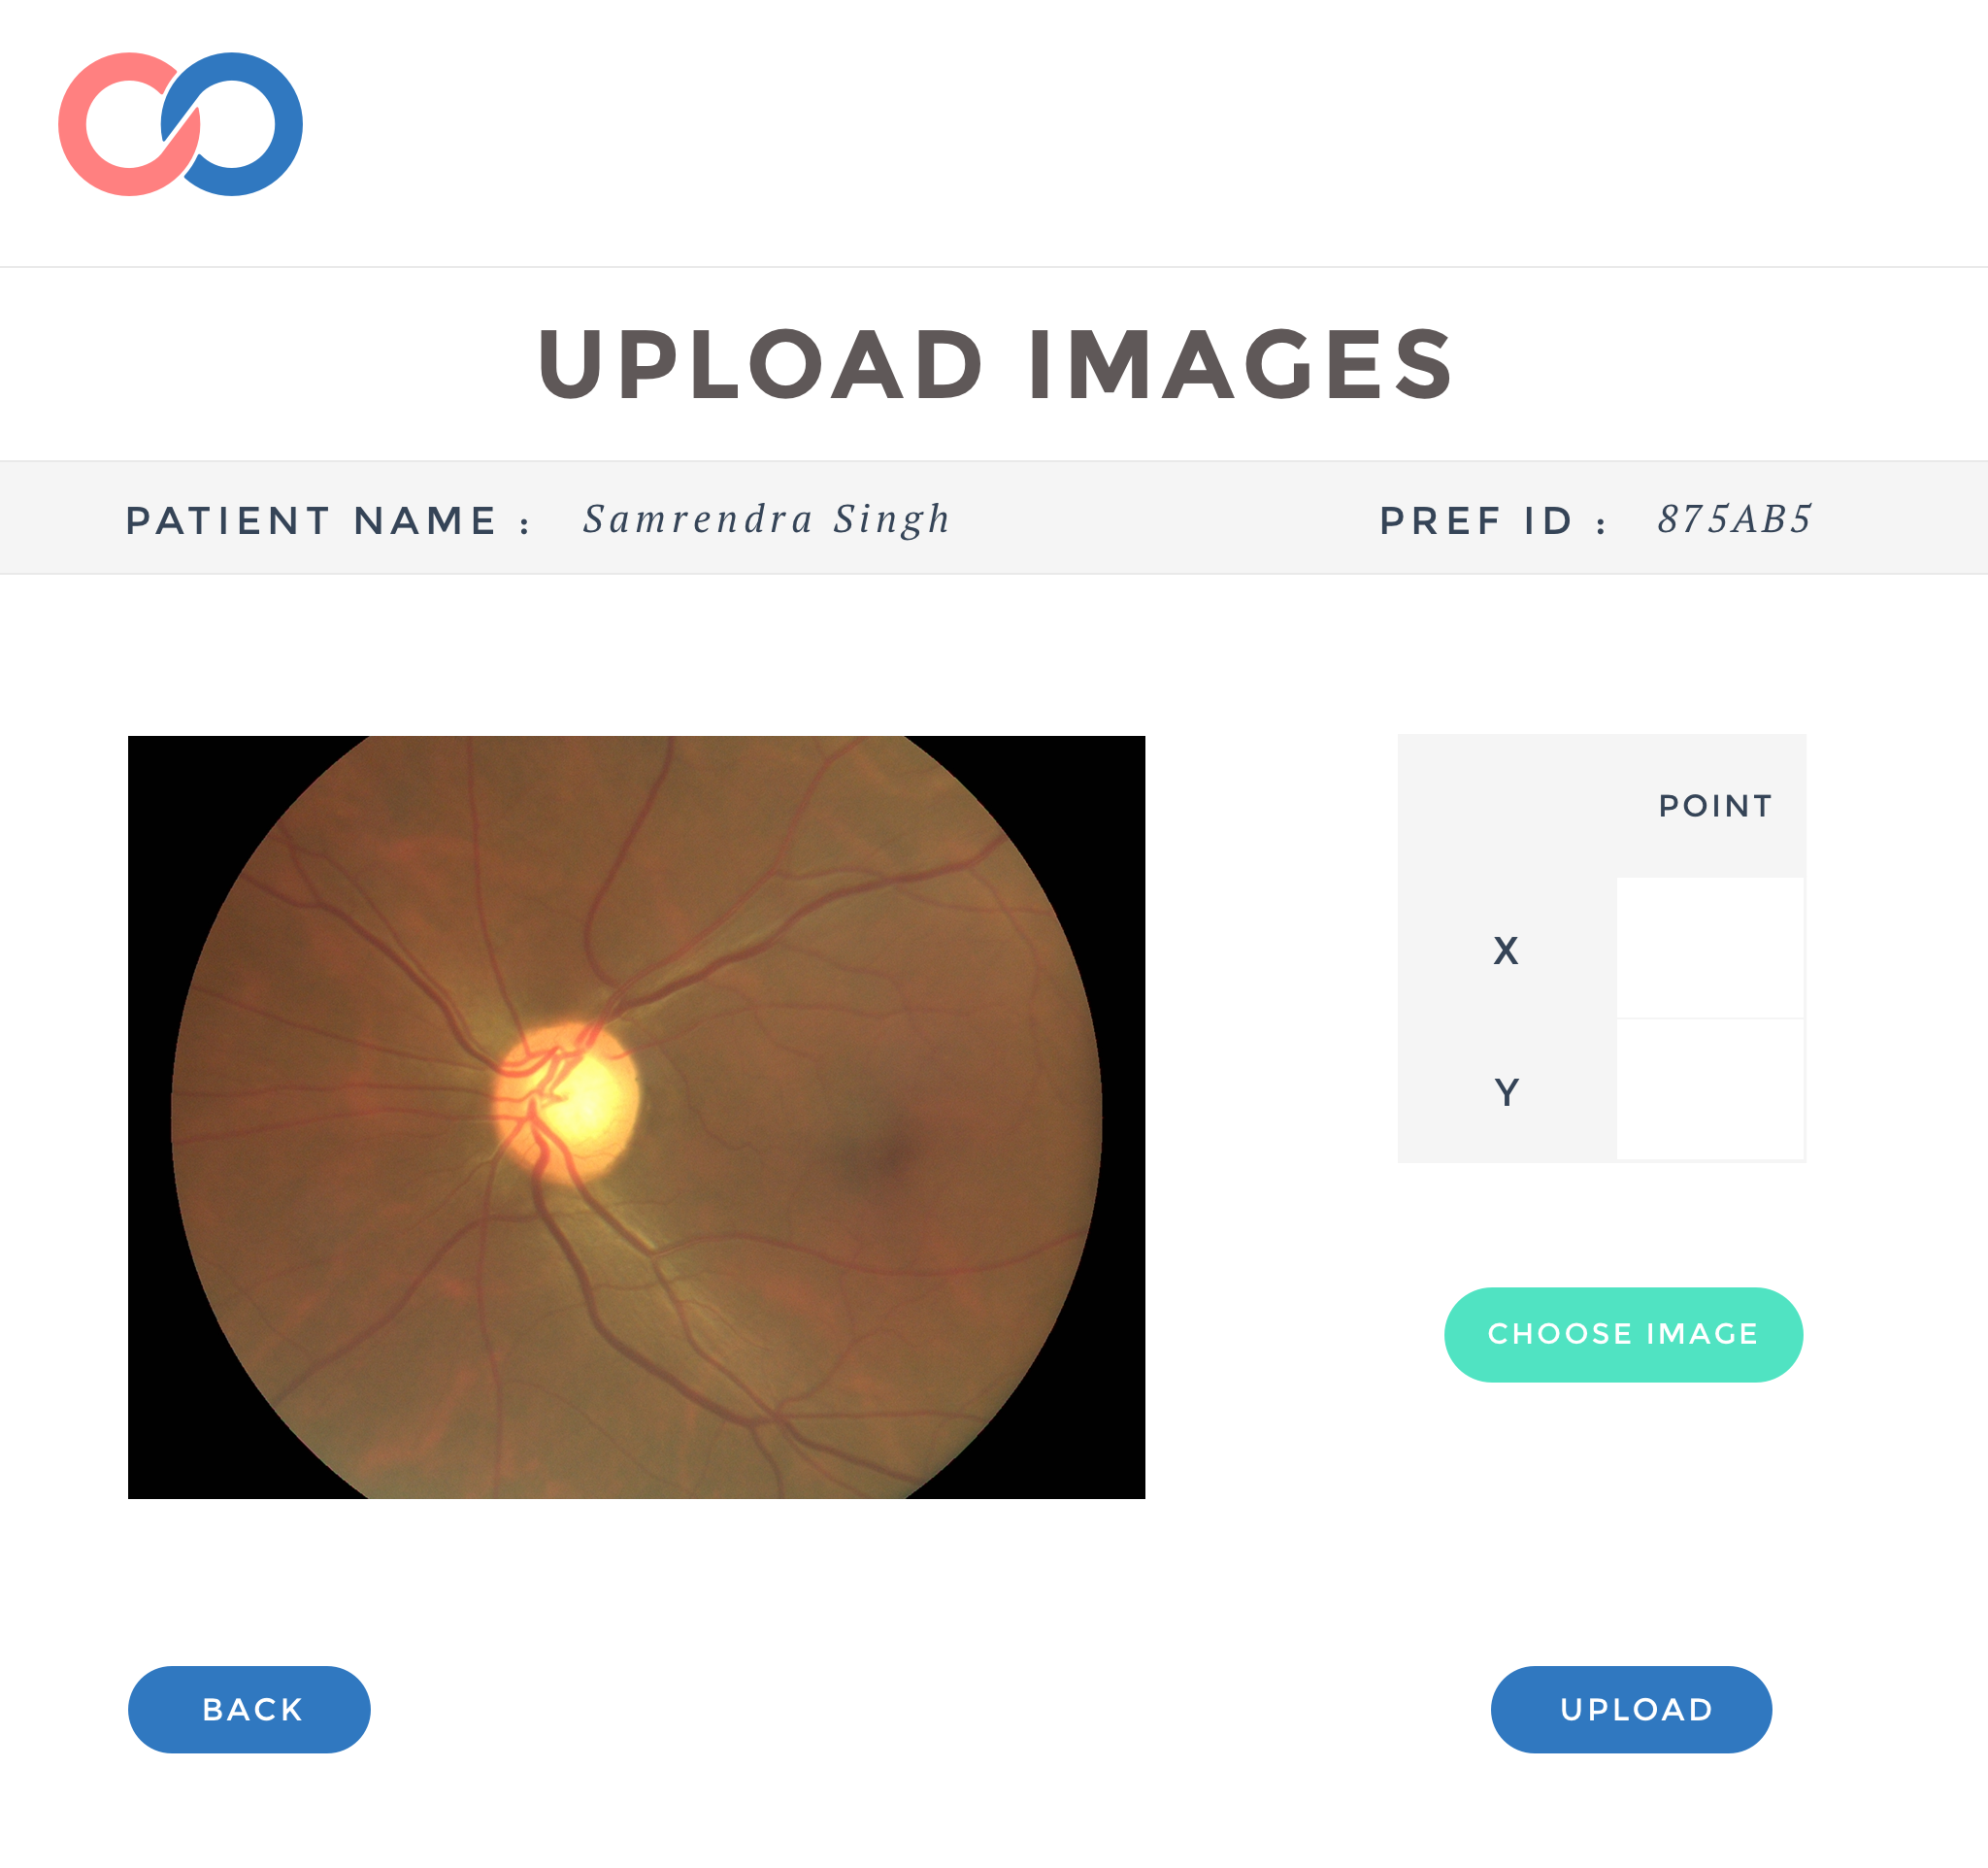 UPLOAD IMAGES
PATIENT NAME : Samrendra Singh PREF ID : 875AB5
POINT
X
Y
CHOOSE IMAGE
BACK UPLOAD